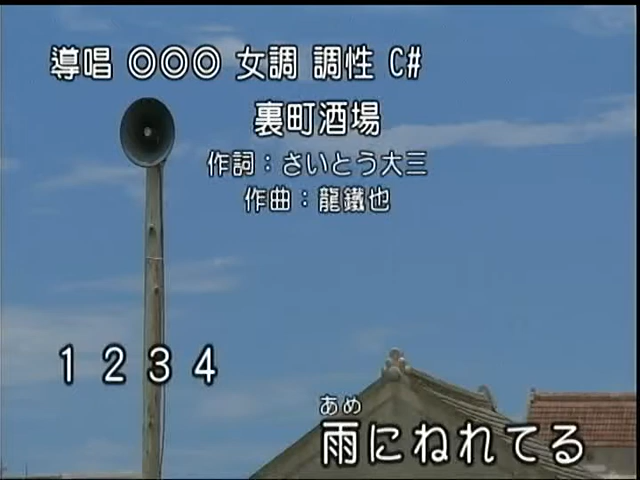 導唱 ◎◎◎ 女調 調性 C#
裏町酒場
作詞：さいとう大三
作曲：龍鐵也
1 2 3 4
あめ
雨にねれてる